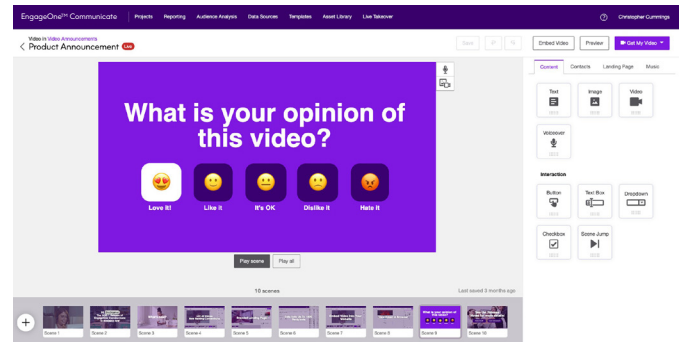 EngageOne™ Communicate
Projects
Reporting
Audience Analysis
Data Sources
Templates
Asset Library
Live Takeover
Christopher Cummings
Video in Video Announcements
Product Announcement
Live
Save
Embed Video
Preview
Get My Video
Content
Contacts
Landing Page
Music
What is your opinion of
this video?
Love It!
Like it
It's OK
Dislike it
Hate it
Text
Image
Video
Voiceover
Interaction
Button
Text Box
Dropdown
Checkbox
Scene Jump
Play scene
Play all
10 scenes
Last saved 3 months ago
Scene 1
Scene 2
Scene 3
Scene 4
Scene 5
Scene 6
Scene 7
Scene 8
Scene 9
Scene 10